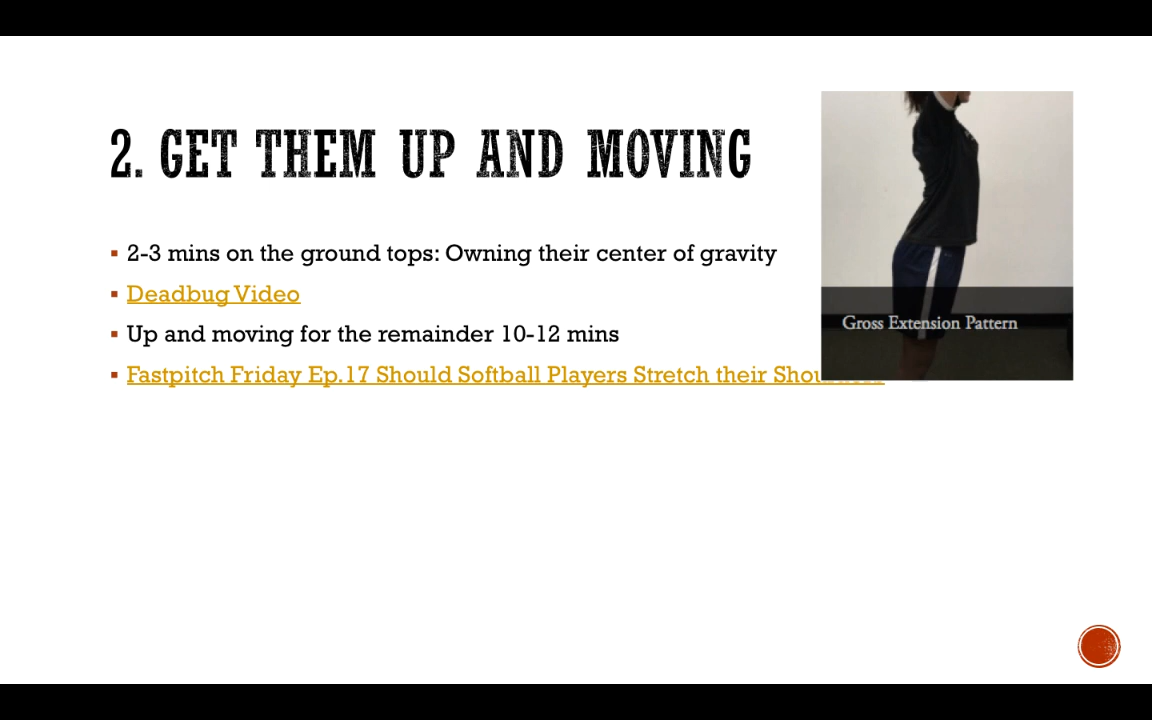 2. GET THEM UP AND MOVING
2-3 mins on the ground tops: Owning their center of gravity
Deadbug Video
Up and moving for the remainder 10-12 mins
Fastpitch Friday Ep.17 Should Softball Players Stretch their
Gross Extension Pattern